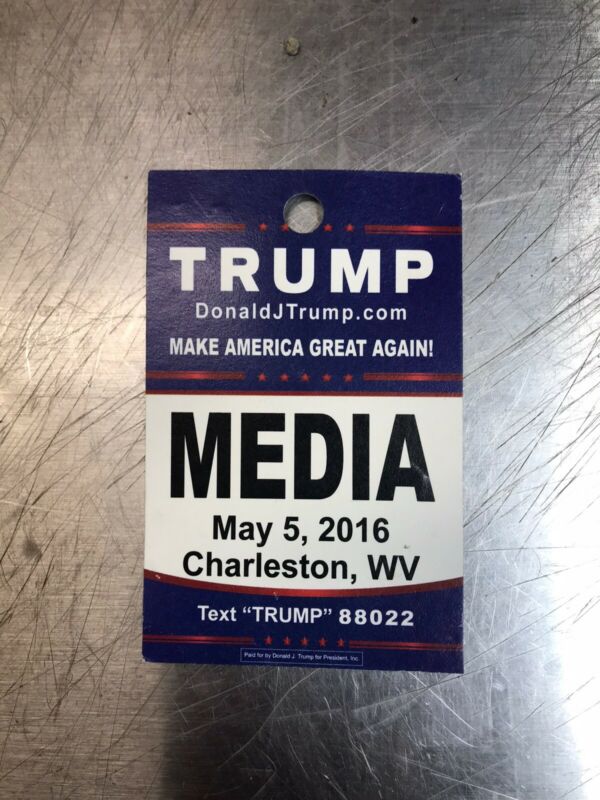 TRUMP
DonaldJTrump.com
MAKE AMERICA GREAT AGAIN!
MEDIA
May 5, 2016
Charleston, WV
Text “TRUMP” 88022
Paid for by Donald J. Trump for President, Inc.